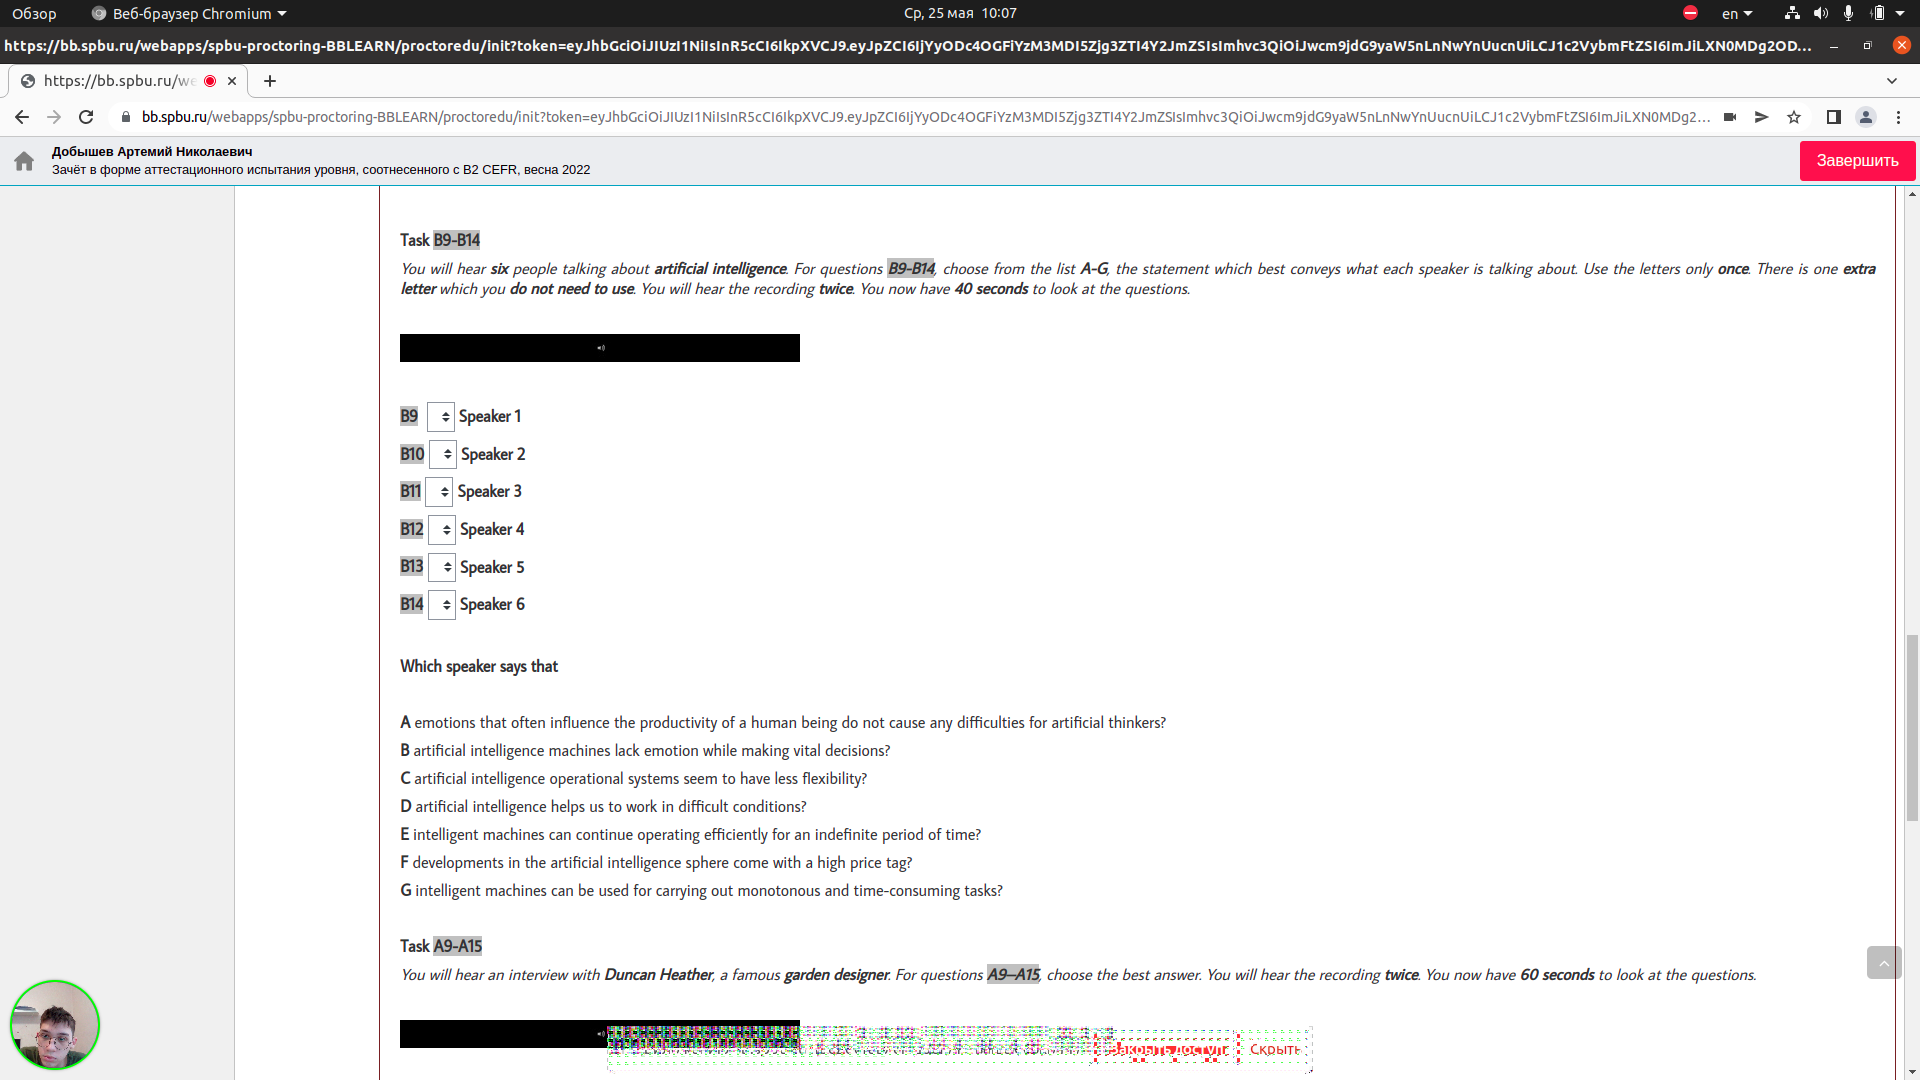 Обзор
Веб-браузер Chromium
Ср, 25 мая 10:07
en
https://bb.spbu.ru/webapps/spbu-proctoring-BBLEARN/proctoredu/init?token=eyJhbGciOiJIUzI1NiIsInR5cCI6IkpXVCJ9.eyJpZCI6IjYyODc4OGFiYzM3MDI5Zjg3ZTI4Y2JmZSIsImhvc3QiOiJwcm9jdG9yaW5nLnNwYnUucnUiLCJ1c2VybmFtZSI6ImJiLXN0MDg2OD...
https://bb.spbu.ru/we
bb.spbu.ru/webapps/spbu-proctoring-BBLEARN/proctoredu/init?token=eyJhbGciOiJIUzI1NiIsInR5cCI6IkpXVCJ9.eyJpZCI6IjYyODc4OGFiYzM3MDI5Zjg3ZTI4Y2JmZSIsImhvc3QiOiJwcm9jdG9yaW5nLnNwYnUucnUiLCJ1c2VybmFtZSI6ImJiLXN0MDg2...
Добышев Артемий Николаевич
Зачёт в форме аттестационного испытания уровня, соотнесенного с B2 CEFR, весна 2022
Завершить
Task B9-B14
You will hear six people talking about artificial intelligence. For questions B9-B14, choose from the list A-G, the statement which best conveys what each speaker is talking about. Use the letters only once. There is one extra
letter which you do not need to use. You will hear the recording twice. You now have 40 seconds to look at the questions.
B9 Speaker 1
B10 Speaker 2
B11 Speaker 3
B12 Speaker 4
B13 Speaker 5
B14 Speaker 6
Which speaker says that
A emotions that often influence the productivity of a human being do not cause any difficulties for artificial thinkers?
B artificial intelligence machines lack emotion while making vital decisions?
C artificial intelligence operational systems seem to have less flexibility?
D artificial intelligence helps us to work in difficult conditions?
E intelligent machines can continue operating efficiently for an indefinite period of time?
F developments in the artificial intelligence sphere come with a high price tag?
G intelligent machines can be used for carrying out monotonous and time-consuming tasks?
Task A9-A15
You will hear an interview with Duncan Heather, a famous garden designer. For questions A9–A15, choose the best answer. You will hear the recording twice. You now have 60 seconds to look at the questions.
Закрыть доступ
Скрыть